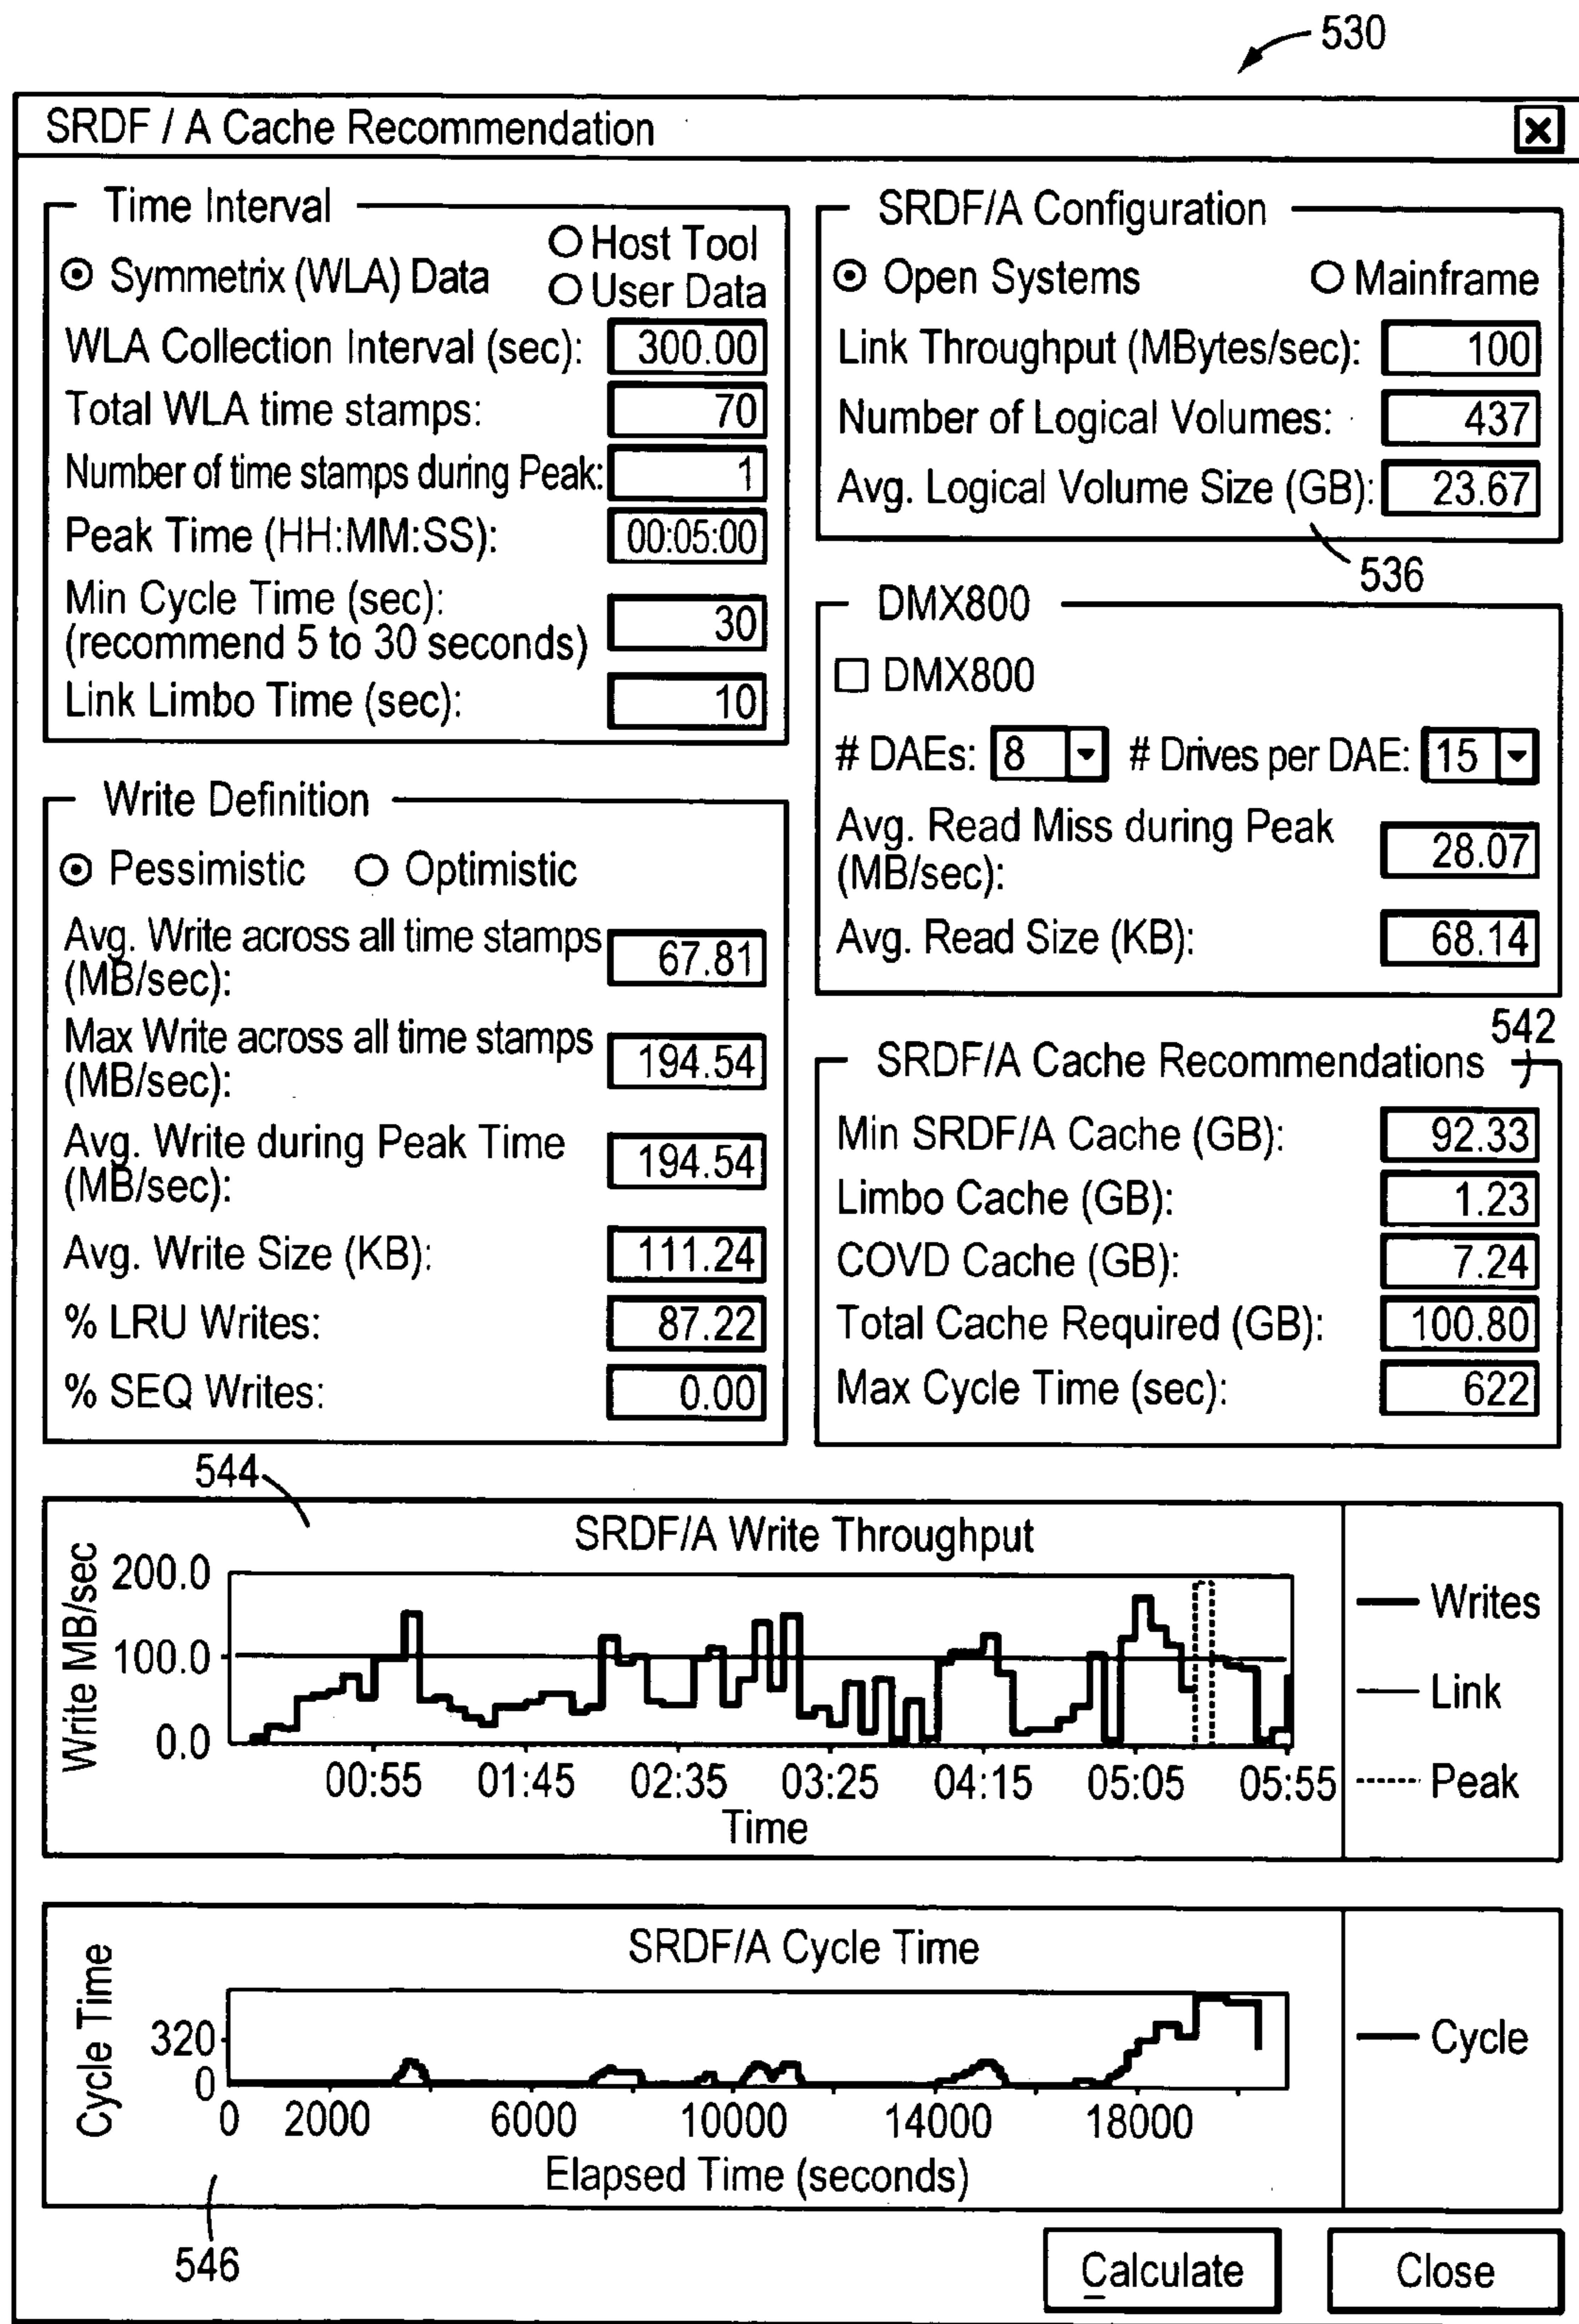 530
SRDF / A Cache Recommendation
Time Interval
Host Tool
Symmetrix (WLA) Data
User Data
WLA Collection Interval (sec): 300.00
Total WLA time stamps: 70
Number of time stamps during Peak: 1
Peak Time (HH:MM:SS): 00:05:00
Min Cycle Time (sec):
(recommend 5 to 30 seconds) 30
Link Limbo Time (sec): 10
SRDF/A Configuration
Open Systems Mainframe
Link Throughput (MBytes/sec): 100
Number of Logical Volumes: 437
Avg. Logical Volume Size (GB): 23.67
536
DMX800
DMX800
# DAEs: 8 # Drives per DAE: 15
Avg. Read Miss during Peak
(MB/sec): 28.07
Avg. Read Size (KB): 68.14
Write Definition
Pessimistic Optimistic
Avg. Write across all time stamps
(MB/sec): 67.81
Max Write across all time stamps
(MB/sec): 194.54
Avg. Write during Peak Time
(MB/sec): 194.54
Avg. Write Size (KB): 111.24
% LRU Writes: 87.22
% SEQ Writes: 0.00
542
SRDF/A Cache Recommendations
Min SRDF/A Cache (GB): 92.33
Limbo Cache (GB): 1.23
COVD Cache (GB): 7.24
Total Cache Required (GB): 100.80
Max Cycle Time (sec): 622
544
SRDF/A Write Throughput
Write MB/sec
200.0
100.0
0.0
00:55 01:45 02:35 03:25 04:15 05:05 05:55
Time
Writes
Link
Peak
SRDF/A Cycle Time
Cycle Time
320
0
0 2000 6000 10000 14000 18000
Elapsed Time (seconds)
Cycle
546
Calculate Close